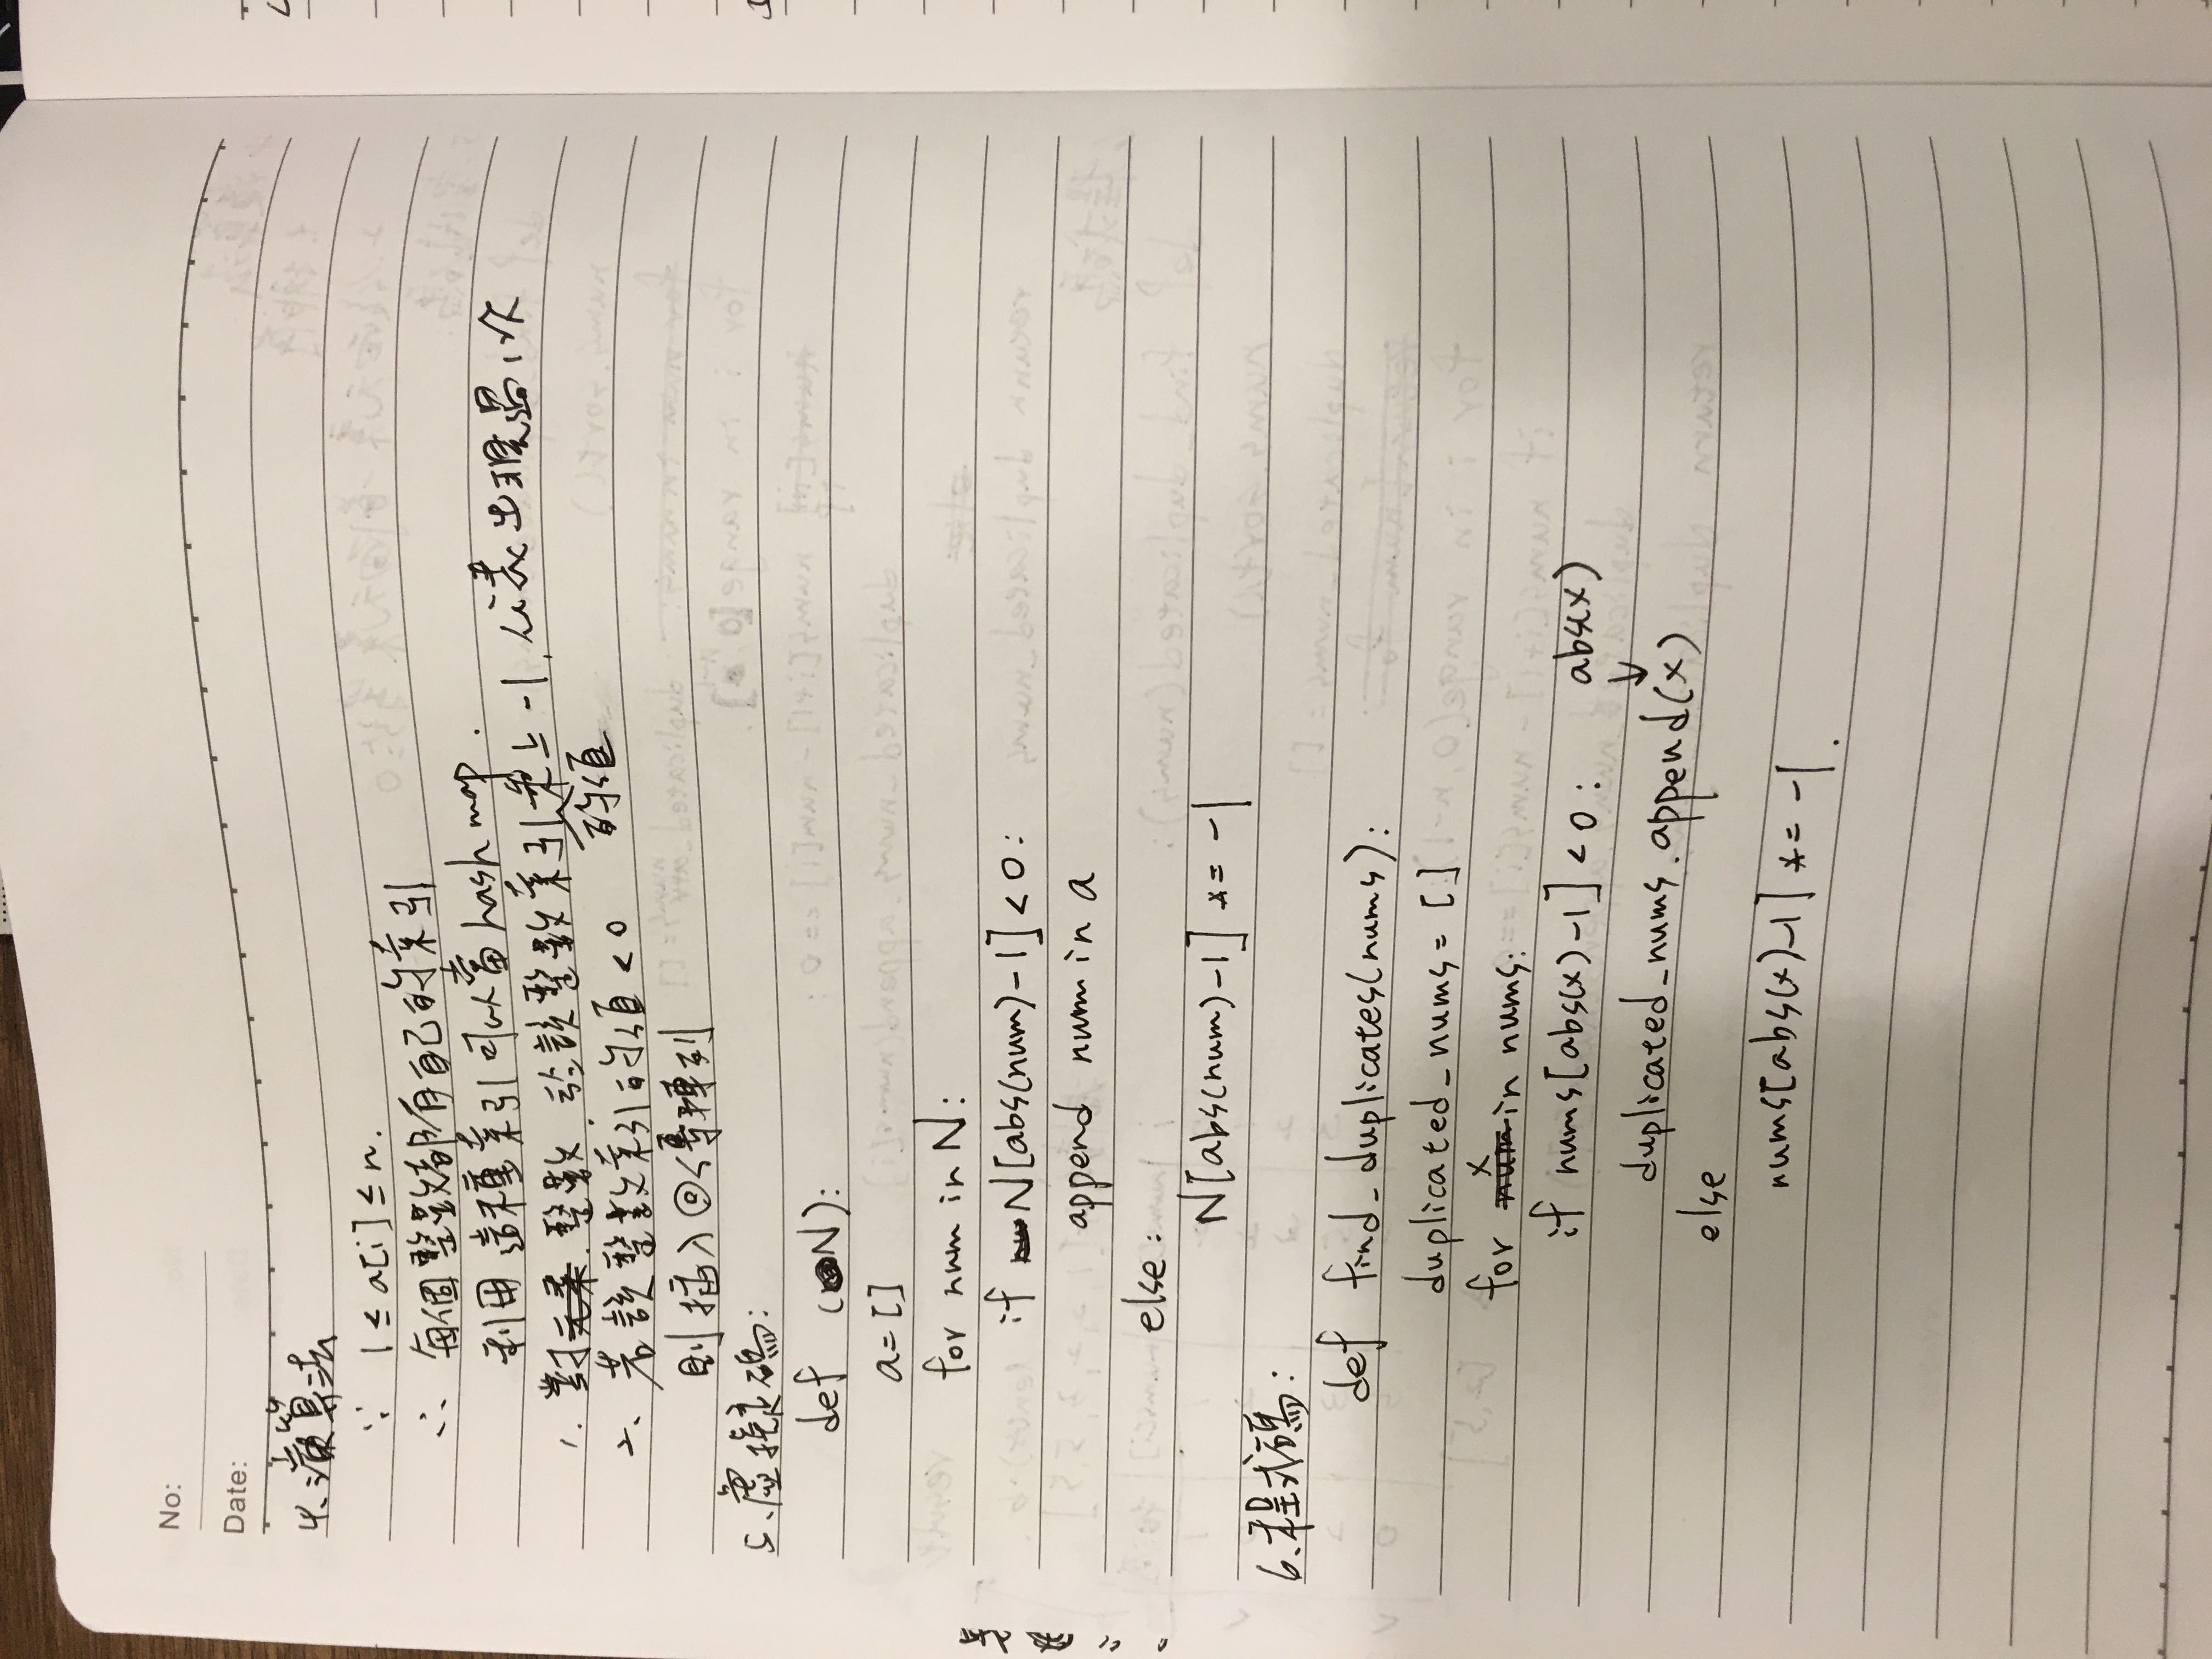 No:
Date:
4、演算法
∵ 1 ≤ a[i] ≤ n.
∴ 每個整數都有自己的索引
利用這種索引可以當 hash map.
1. 對元素.整數.給該整數索引的值乘上 -1, 代表出現過1次
2、若該整數索引的值 < 0
則插入回傳陣列
5、虛擬碼:
def (N):
a = []
for num in N:
if N[abs(num)-1] < 0:
append num in a
else:
N[abs(num)-1] *= -1
6、程式碼:
def find_duplicates(nums):
duplicated_nums = []
for x in nums:
if nums[abs(x)-1] < 0:
abs(x)
↓
duplicated_nums.append(x)
else
nums[abs(x)-1] *= -1.